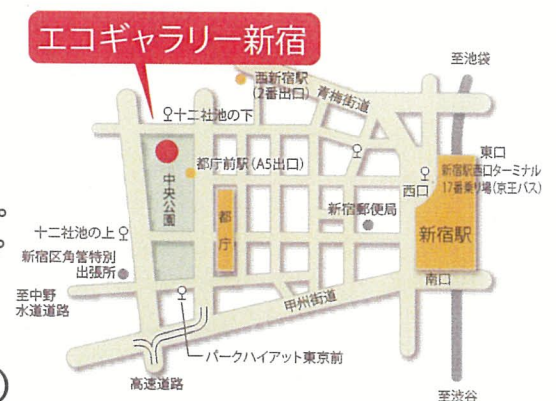 エコギャラリー新宿
至池袋
西新宿駅
(2番出口)
青梅街道
十二社池の下
東口
都庁前駅(A5出口)
新宿駅西口ターミナル
17番乗り場(京王バス)
中央公園
西口
新宿郵便局
都庁
十二社池の上
新宿駅
新宿区角筈特別
出張所
南口
至中野
水道道路
甲州街道
パークハイアット東京前
高速道路
至渋谷